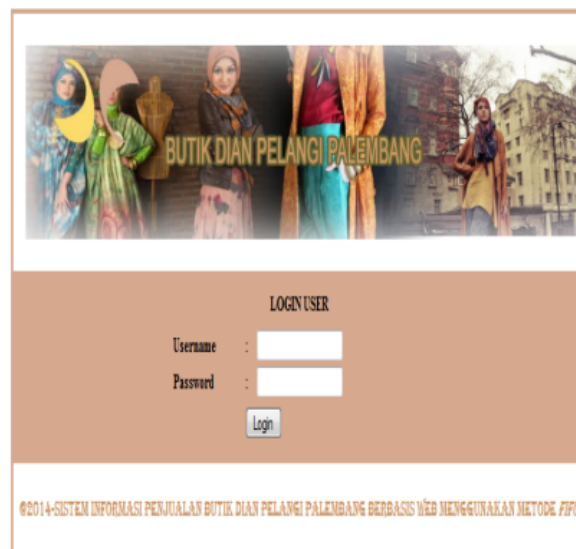 BUTIK DIAN PELANGI PALEMBANG
LOGIN USER
Username :
Password :
Login
©2014-SISTEM INFORMASI PENJUALAN BUTIK DIAN PELANGI PALEMBANG BERBASIS WEB MENGGUNAKAN METODE FIFO